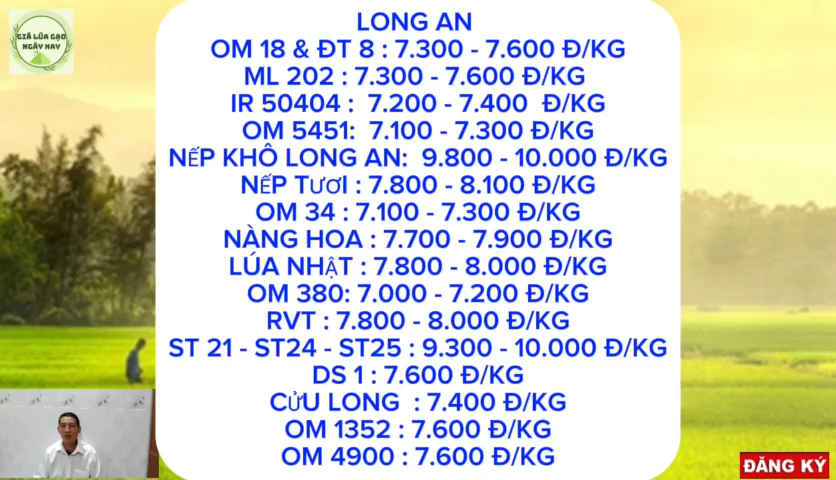 GIÁ LÚA GẠO
NGÀY NAY
LONG AN
OM 18 & ĐT 8 : 7.300 - 7.600 Đ/KG
ML 202 : 7.300 - 7.600 Đ/KG
IR 50404 : 7.200 - 7.400 Đ/KG
OM 5451: 7.100 - 7.300 Đ/KG
NẾP KHÔ LONG AN: 9.800 - 10.000 Đ/KG
NẾP TƯƠI : 7.800 - 8.100 Đ/KG
OM 34 : 7.100 - 7.300 Đ/KG
NÀNG HOA : 7.700 - 7.900 Đ/KG
LÚA NHẬT : 7.800 - 8.000 Đ/KG
OM 380: 7.000 - 7.200 Đ/KG
RVT : 7.800 - 8.000 Đ/KG
ST 21 - ST24 - ST25 : 9.300 - 10.000 Đ/KG
DS 1 : 7.600 Đ/KG
CỬU LONG : 7.400 Đ/KG
OM 1352 : 7.600 Đ/KG
OM 4900 : 7.600 Đ/KG
ĐĂNG KÝ